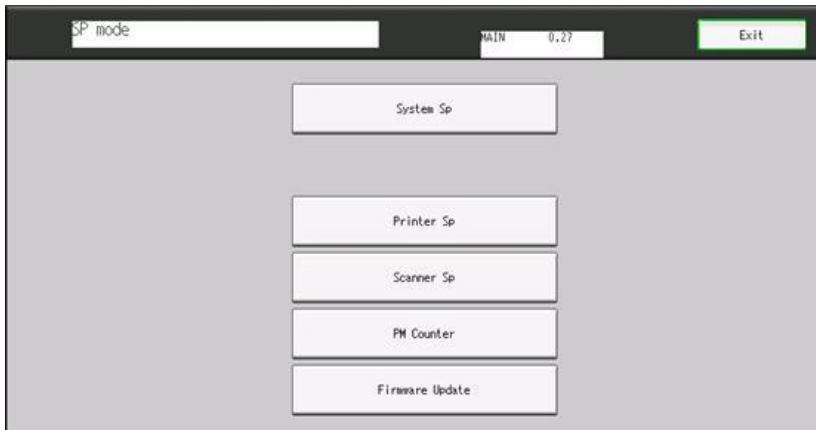 SP mode
MAIN 0.27
Exit
System Sp
Printer Sp
Scanner Sp
PM Counter
Firmware Update